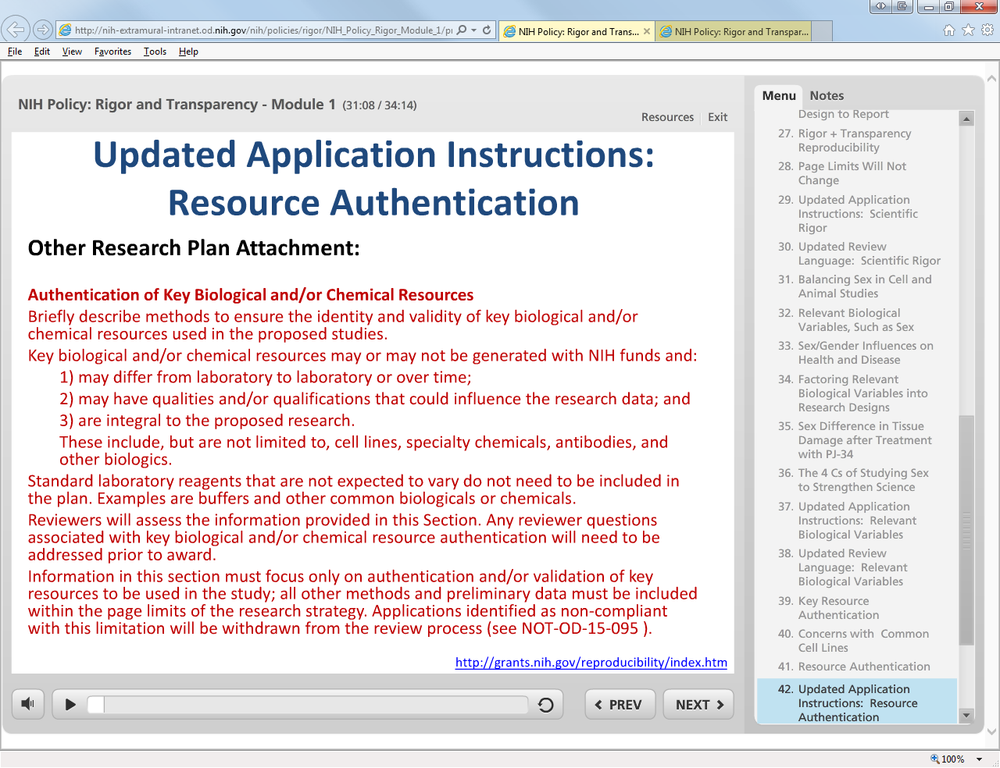 http://nih-extramural-intranet.od.nih.gov/nih/policies/rigor/NIH_Policy_Rigor_Module_1/pr
NIH Policy: Rigor and Trans...
NIH Policy: Rigor and Transpar...
File Edit View Favorites Tools Help
NIH Policy: Rigor and Transparency - Module 1 (31:08 / 34:14)
Resources Exit
Updated Application Instructions:
Resource Authentication
Other Research Plan Attachment:
Authentication of Key Biological and/or Chemical Resources
Briefly describe methods to ensure the identity and validity of key biological and/or
chemical resources used in the proposed studies.
Key biological and/or chemical resources may or may not be generated with NIH funds and:
1) may differ from laboratory to laboratory or over time;
2) may have qualities and/or qualifications that could influence the research data; and
3) are integral to the proposed research.
These include, but are not limited to, cell lines, specialty chemicals, antibodies, and
other biologics.
Standard laboratory reagents that are not expected to vary do not need to be included in
the plan. Examples are buffers and other common biologicals or chemicals.
Reviewers will assess the information provided in this Section. Any reviewer questions
associated with key biological and/or chemical resource authentication will need to be
addressed prior to award.
Information in this section must focus only on authentication and/or validation of key
resources to be used in the study; all other methods and preliminary data must be included
within the page limits of the research strategy. Applications identified as non-compliant
with this limitation will be withdrawn from the review process (see NOT-OD-15-095 ).
http://grants.nih.gov/reproducibility/index.htm
PREV
NEXT
Menu Notes
Design to Report
27. Rigor + Transparency
Reproducibility
28. Page Limits Will Not
Change
29. Updated Application
Instructions: Scientific
Rigor
30. Updated Review
Language: Scientific Rigor
31. Balancing Sex in Cell and
Animal Studies
32. Relevant Biological
Variables, Such as Sex
33. Sex/Gender Influences on
Health and Disease
34. Factoring Relevant
Biological Variables into
Research Designs
35. Sex Difference in Tissue
Damage after Treatment
with PJ-34
36. The 4 Cs of Studying Sex
to Strengthen Science
37. Updated Application
Instructions: Relevant
Biological Variables
38. Updated Review
Language: Relevant
Biological Variables
39. Key Resource
Authentication
40. Concerns with Common
Cell Lines
41. Resource Authentication
42. Updated Application
Instructions: Resource
Authentication
100%